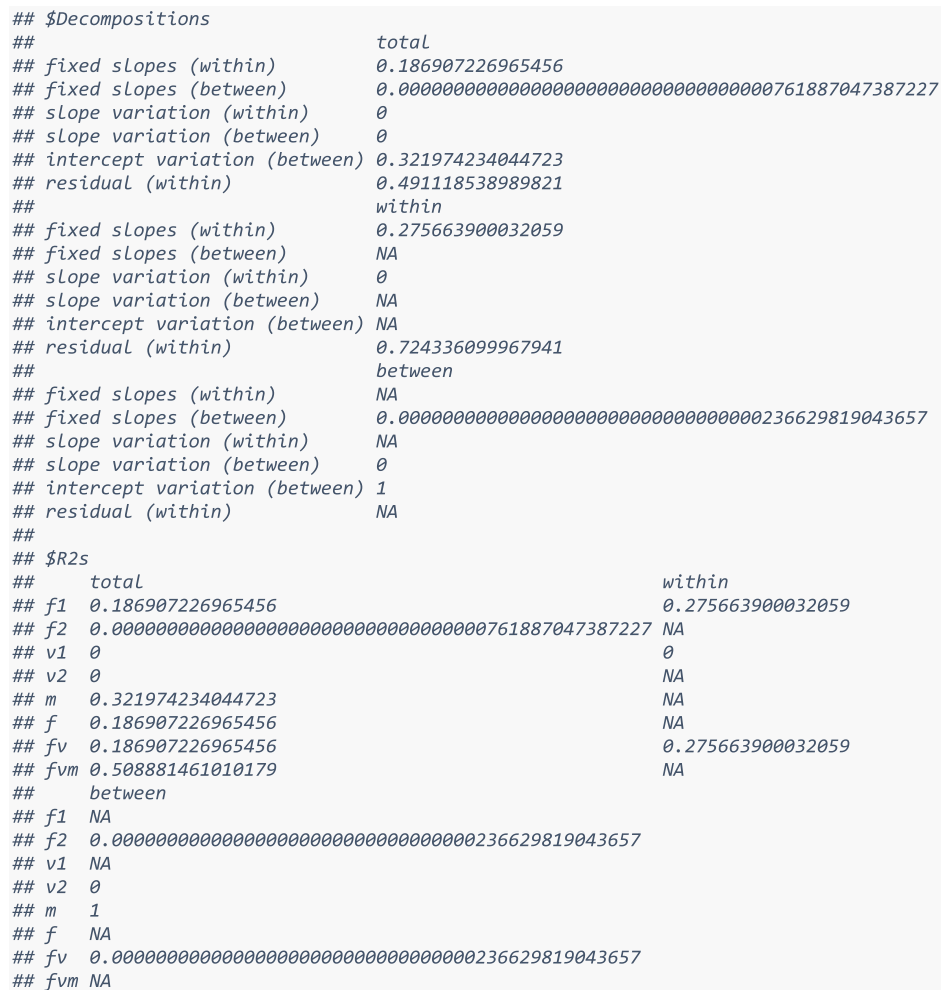 ## $Decompositions
##                               total
## fixed slopes (within)         0.186907226965456
## fixed slopes (between)        0.0000000000000000000000000000000000761887047387227
## slope variation (within)      0
## slope variation (between)     0
## intercept variation (between) 0.321974234044723
## residual (within)             0.491118538989821
##                               within
## fixed slopes (within)         0.275663900032059
## fixed slopes (between)        NA
## slope variation (within)      0
## slope variation (between)     NA
## intercept variation (between) NA
## residual (within)             0.724336099967941
##                               between
## fixed slopes (within)         NA
## fixed slopes (between)        0.000000000000000000000000000000000236629819043657
## slope variation (within)      NA
## slope variation (between)     0
## intercept variation (between) 1
## residual (within)             NA
##
## $R2s
##     total                                               within
## f1  0.186907226965456                                   0.275663900032059
## f2  0.0000000000000000000000000000000000761887047387227 NA
## v1  0                                                   0
## v2  0                                                   NA
## m   0.321974234044723                                   NA
## f   0.186907226965456                                   NA
## fv  0.186907226965456                                   0.275663900032059
## fvm 0.508881461010179                                   NA
##     between
## f1  NA
## f2  0.000000000000000000000000000000000236629819043657
## v1  NA
## v2  0
## m   1
## f   NA
## fv  0.000000000000000000000000000000000236629819043657
## fvm NA